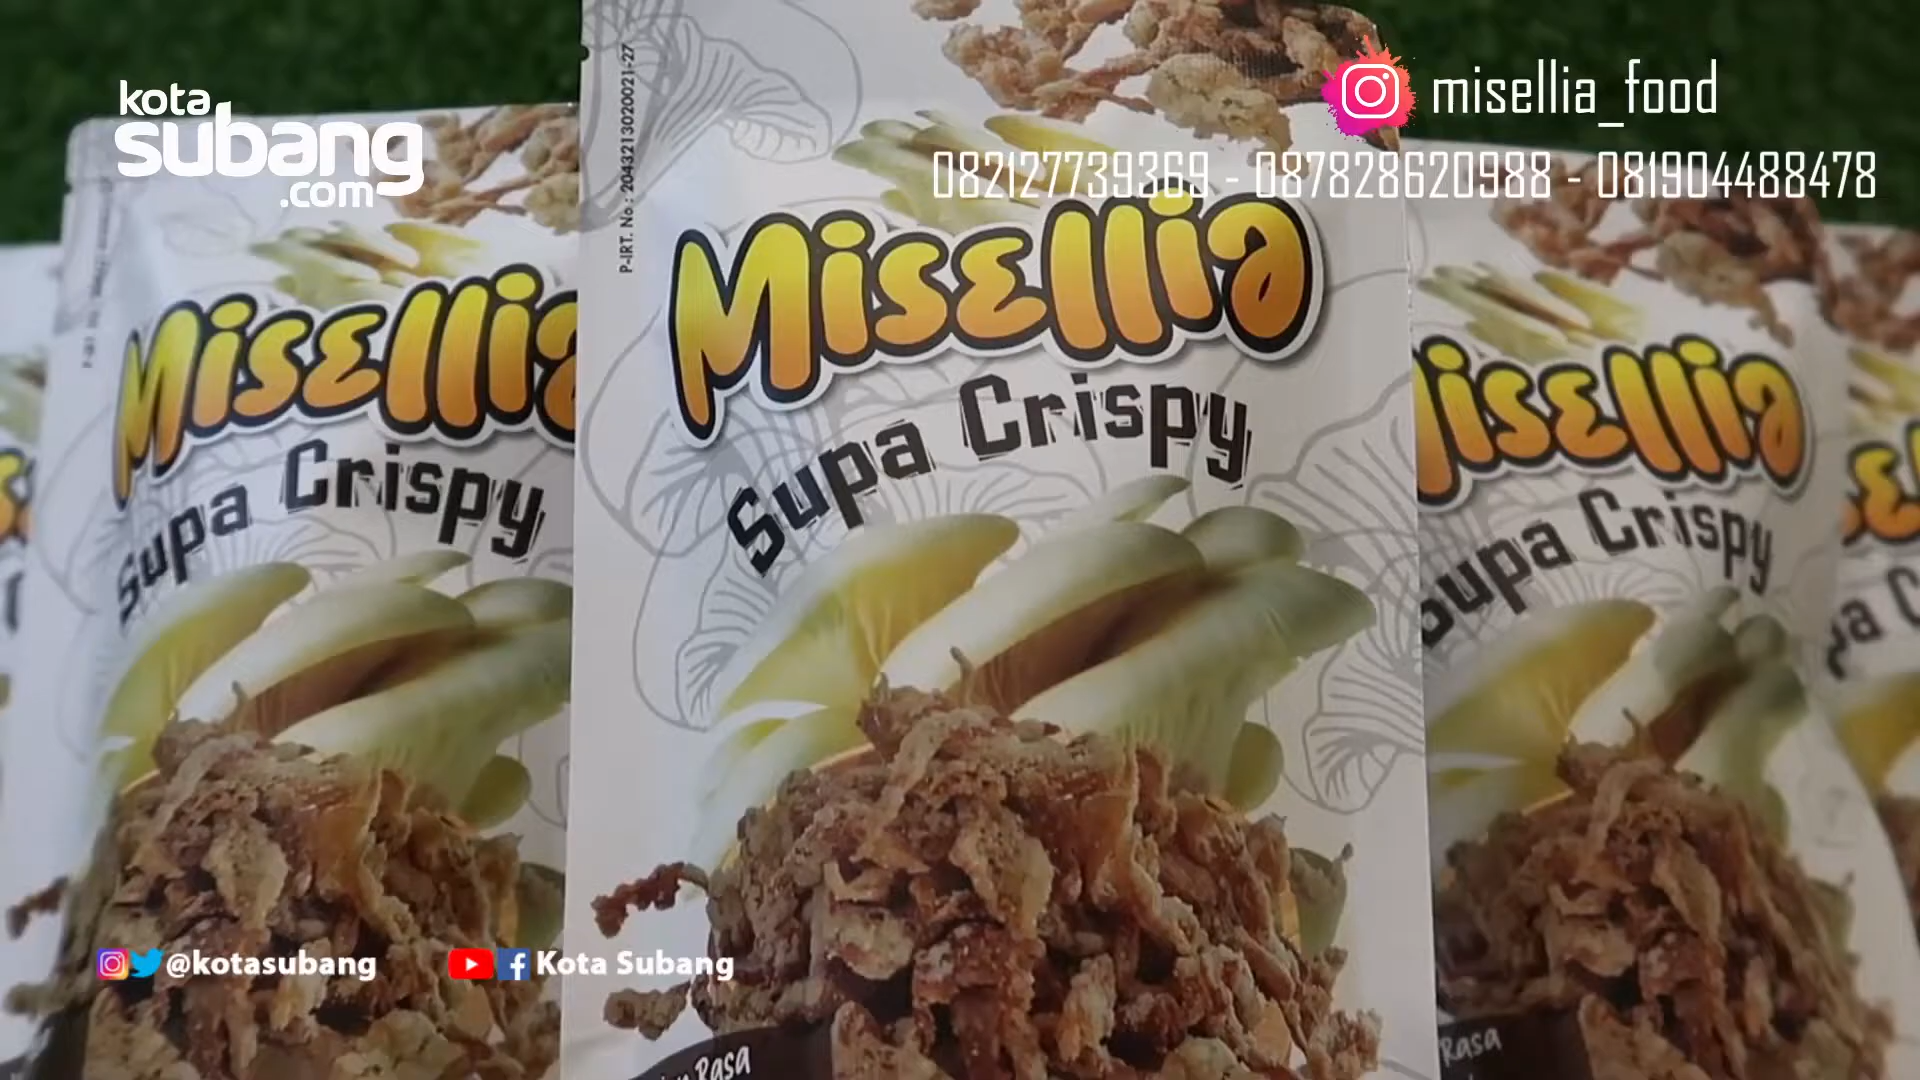 kota
subang
.com
misellia_food
082127739369 - 087828620988 - 081904488478
P-IRT. No : 2043213020021-27
Misellia
Supa Crispy
Misellia
Supa Crispy
Misellia
Supa Crispy
Rasa
Rasa
@kotasubang
Kota Subang